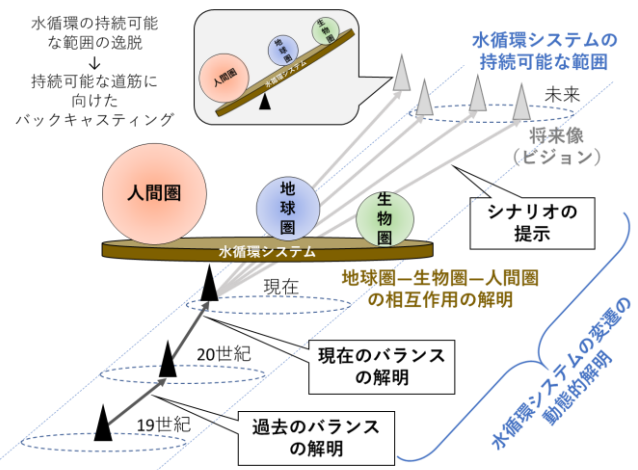 水循環の持続可能
な範囲の逸脱
↓
持続可能な道筋に
向けた
バックキャスティング
人間圏
地球圏
生物圏
水循環システム
水循環システムの
持続可能な範囲
未来
将来像
（ビジョン）
シナリオの
提示
人間圏
地球圏
生物圏
水循環システム
現在
地球圏―生物圏―人間圏
の相互作用の解明
20世紀
現在のバランス
の解明
19世紀
過去のバランス
の解明
水循環システムの変遷の
動態的解明